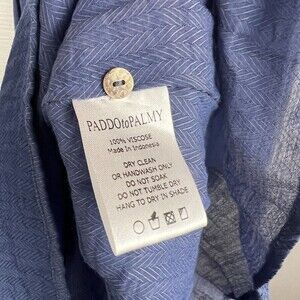 PADDOtoPALMY
100% VISCOSE
Made In Indonesia
DRY CLEAN
OR HANDWASH ONLY
DO NOT SOAK
DO NOT TUMBLE DRY
HANG TO DRY IN SHADE